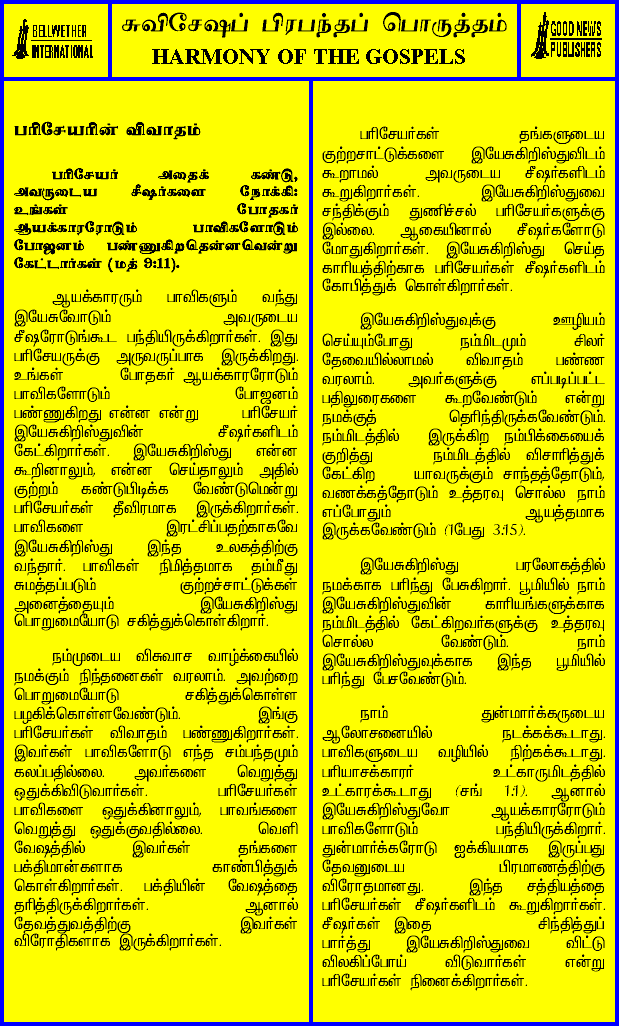 BELLWETHER
INTERNATIONAL
சுவிசேஷப் பிரபந்தப் பொருத்தம்
HARMONY OF THE GOSPELS
GOOD NEWS
PUBLISHERS
பரிசேயரின் விவாதம்
பரிசேயர் அதைக் கண்டு,
அவருடைய சீஷர்களை நோக்கி:
உங்கள் போதகர்
ஆயக்காரரோடும் பாவிகளோடும்
போஜனம் பண்ணுகிறதென்னவென்று
கேட்டார்கள் (மத் 9:11).
ஆயக்காரரும் பாவிகளும் வந்து
இயேசுவோடும் அவருடைய
சீஷரோடுங்கூட பந்தியிருக்கிறார்கள். இது
பரிசேயருக்கு அருவருப்பாக இருக்கிறது.
உங்கள் போதகர் ஆயக்காரரோடும்
பாவிகளோடும் போஜனம்
பண்ணுகிறது என்ன என்று பரிசேயர்
இயேசுகிறிஸ்துவின் சீஷர்களிடம்
கேட்கிறார்கள். இயேசுகிறிஸ்து என்ன
கூறினாலும், என்ன செய்தாலும் அதில்
குற்றம் கண்டுபிடிக்க வேண்டுமென்று
பரிசேயர்கள் தீவிரமாக இருக்கிறார்கள்.
பாவிகளை இரட்சிப்பதற்காகவே
இயேசுகிறிஸ்து இந்த உலகத்திற்கு
வந்தார். பாவிகள் நிமித்தமாக தம்மீது
சுமத்தப்படும் குற்றச்சாட்டுக்கள்
அனைத்தையும் இயேசுகிறிஸ்து
பொறுமையோடு சகித்துக்கொள்கிறார்.
நம்முடைய விசுவாச வாழ்க்கையில்
நமக்கும் நிந்தனைகள் வரலாம். அவற்றை
பொறுமையோடு சகித்துக்கொள்ள
பழகிக்கொள்ளவேண்டும். இங்கு
பரிசேயர்கள் விவாதம் பண்ணுகிறார்கள்.
இவர்கள் பாவிகளோடு எந்த சம்பந்தமும்
கலப்பதில்லை. அவர்களை வெறுத்து
ஒதுக்கிவிடுவார்கள். பரிசேயர்கள்
பாவிகளை ஒதுக்கினாலும், பாவங்களை
வெறுத்து ஒதுக்குவதில்லை. வெளி
வேஷத்தில் இவர்கள் தங்களை
பக்திமான்களாக காண்பித்துக்
கொள்கிறார்கள். பக்தியின் வேஷத்தை
தரித்திருக்கிறார்கள். ஆனால்
தேவத்துவத்திற்கு இவர்கள்
விரோதிகளாக இருக்கிறார்கள்.
பரிசேயர்கள் தங்களுடைய
குற்றசாட்டுக்களை இயேசுகிறிஸ்துவிடம்
கூறாமல் அவருடைய சீஷர்களிடம்
கூறுகிறார்கள். இயேசுகிறிஸ்துவை
சந்திக்கும் துணிச்சல் பரிசேயர்களுக்கு
இல்லை. ஆகையினால் சீஷர்களோடு
மோதுகிறார்கள். இயேசுகிறிஸ்து செய்த
காரியத்திற்காக பரிசேயர்கள் சீஷர்களிடம்
கோபித்துக் கொள்கிறார்கள்.
இயேசுகிறிஸ்துவுக்கு ஊழியம்
செய்யும்போது நம்மிடமும் சிலர்
தேவையில்லாமல் விவாதம் பண்ண
வரலாம். அவர்களுக்கு எப்படிப்பட்ட
பதிலுரைகளை கூறவேண்டும் என்று
நமக்குத் தெரிந்திருக்கவேண்டும்.
நம்மிடத்தில் இருக்கிற நம்பிக்கையைக்
குறித்து நம்மிடத்தில் விசாரித்துக்
கேட்கிற யாவருக்கும் சாந்தத்தோடும்,
வணக்கத்தோடும் உத்தரவு சொல்ல நாம்
எப்போதும் ஆயத்தமாக
இருக்கவேண்டும் (1பேது 3:15).
இயேசுகிறிஸ்து பரலோகத்தில்
நமக்காக பரிந்து பேசுகிறார். பூமியில் நாம்
இயேசுகிறிஸ்துவின் காரியங்களுக்காக
நம்மிடத்தில் கேட்கிறவர்களுக்கு உத்தரவு
சொல்ல வேண்டும். நாம்
இயேசுகிறிஸ்துவுக்காக இந்த பூமியில்
பரிந்து பேசவேண்டும்.
நாம் துன்மார்க்கருடைய
ஆலோசனையில் நடக்கக்கூடாது.
பாவிகளுடைய வழியில் நிற்கக்கூடாது.
பரியாசக்காரர் உட்காருமிடத்தில்
உட்காரக்கூடாது (சங் 1:1). ஆனால்
இயேசுகிறிஸ்துவோ ஆயக்காரரோடும்
பாவிகளோடும் பந்தியிருக்கிறார்.
துன்மார்க்கரோடு ஐக்கியமாக இருப்பது
தேவனுடைய பிரமாணத்திற்கு
விரோதமானது. இந்த சத்தியத்தை
பரிசேயர்கள் சீஷர்களிடம் கூறுகிறார்கள்.
சீஷர்கள் இதை சிந்தித்துப்
பார்த்து இயேசுகிறிஸ்துவை விட்டு
விலகிப்போய் விடுவார்கள் என்று
பரிசேயர்கள் நினைக்கிறார்கள்.